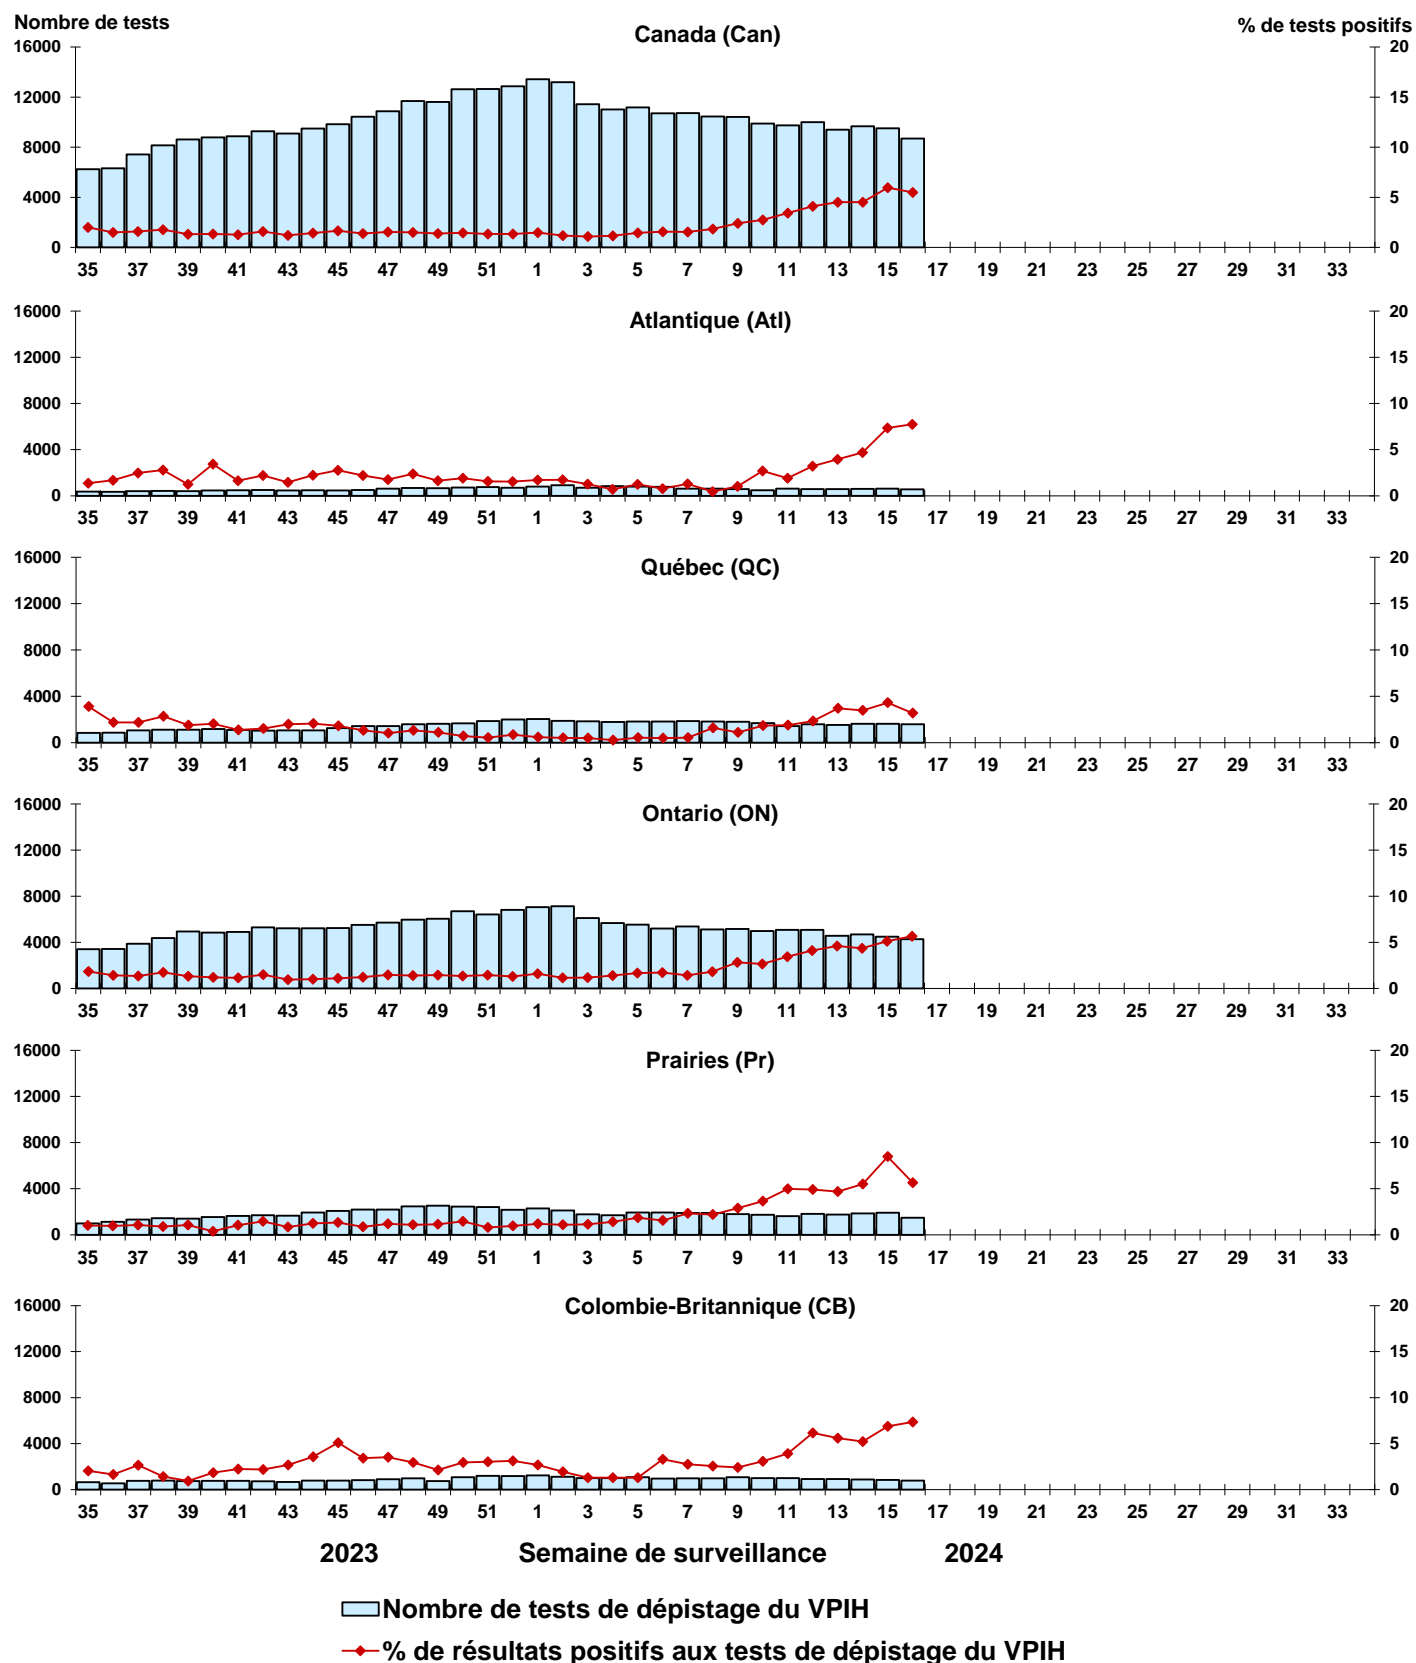 Nombre de tests
Canada (Can)
% de tests positifs
16000 20
12000 15
8000 10
4000 5
0 0
35 37 39 41 43 45 47 49 51 1 3 5 7 9 11 13 15 17 19 21 23 25 27 29 31 33
Atlantique (Atl)
16000 20
12000 15
8000 10
4000 5
0 0
35 37 39 41 43 45 47 49 51 1 3 5 7 9 11 13 15 17 19 21 23 25 27 29 31 33
Québec (QC)
16000 20
12000 15
8000 10
4000 5
0 0
35 37 39 41 43 45 47 49 51 1 3 5 7 9 11 13 15 17 19 21 23 25 27 29 31 33
Ontario (ON)
16000 20
12000 15
8000 10
4000 5
0 0
35 37 39 41 43 45 47 49 51 1 3 5 7 9 11 13 15 17 19 21 23 25 27 29 31 33
Prairies (Pr)
16000 20
12000 15
8000 10
4000 5
0 0
35 37 39 41 43 45 47 49 51 1 3 5 7 9 11 13 15 17 19 21 23 25 27 29 31 33
Colombie-Britannique (CB)
16000 20
12000 15
8000 10
4000 5
0 0
35 37 39 41 43 45 47 49 51 1 3 5 7 9 11 13 15 17 19 21 23 25 27 29 31 33
2023 Semaine de surveillance 2024
Nombre de tests de dépistage du VPIH
% de résultats positifs aux tests de dépistage du VPIH